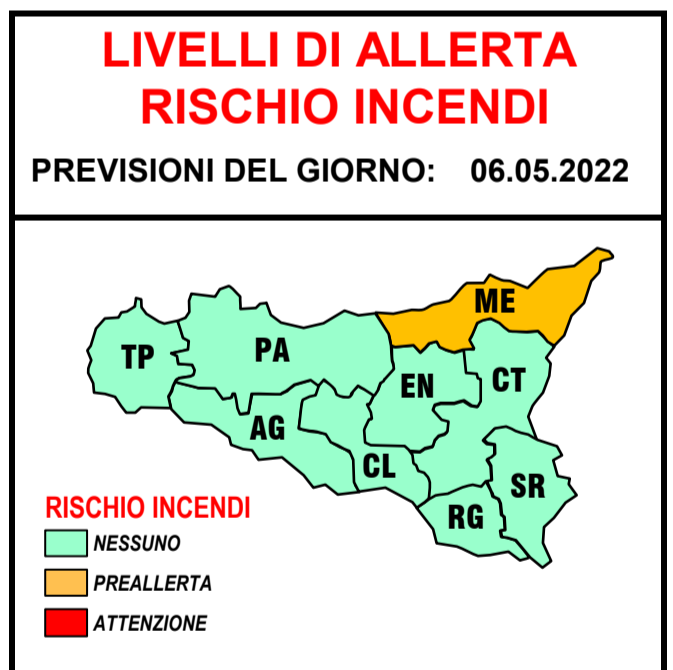 LIVELLI DI ALLERTA
RISCHIO INCENDI
PREVISIONI DEL GIORNO: 06.05.2022
ME
TP
PA
EN
CT
AG
CL
SR
RG
RISCHIO INCENDI
NESSUNO
PREALLERTA
ATTENZIONE